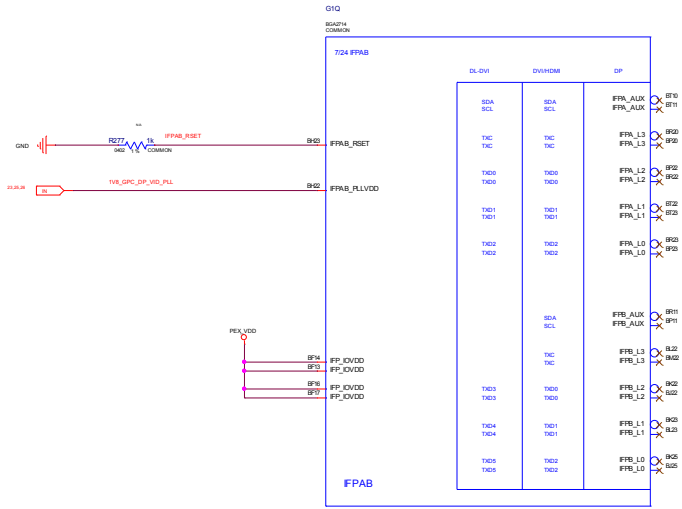 G1Q
BGA2714
COMMON
7/24 IFPAB
DL-DVI DVI/HDMI DP
SDA SDA IFPA_AUX BT10
SCL SCL IFPA_AUX BT11
GND R277 1k IFPAB_RSET BH23 IFPAB_RSET
0402 1% COMMON
TXC TXC IFPA_L3 BR20
TXC TXC IFPA_L3 BP20
TXD0 TXD0 IFPA_L2 BP22
TXD0 TXD0 IFPA_L2 BR22
IN 1V8_GPC_DP_VID_PLL BH22 IFPAB_PLLVDD
TXD1 TXD1 IFPA_L1 BT22
TXD1 TXD1 IFPA_L1 BT23
TXD2 TXD2 IFPA_L0 BR23
TXD2 TXD2 IFPA_L0 BP23
SDA IFPB_AUX BR11
SCL IFPB_AUX BP11
PEX_VDD
TXC IFPB_L3 BL22
TXC IFPB_L3 BM22
BF14 IFP_IOVDD
BF13 IFP_IOVDD
BF16 IFP_IOVDD
BF17 IFP_IOVDD
TXD3 TXD0 IFPB_L2 BK22
TXD3 TXD0 IFPB_L2 BJ22
TXD4 TXD1 IFPB_L1 BK23
TXD4 TXD1 IFPB_L1 BL23
TXD5 TXD2 IFPB_L0 BK25
TXD5 TXD2 IFPB_L0 BJ25
IFPAB